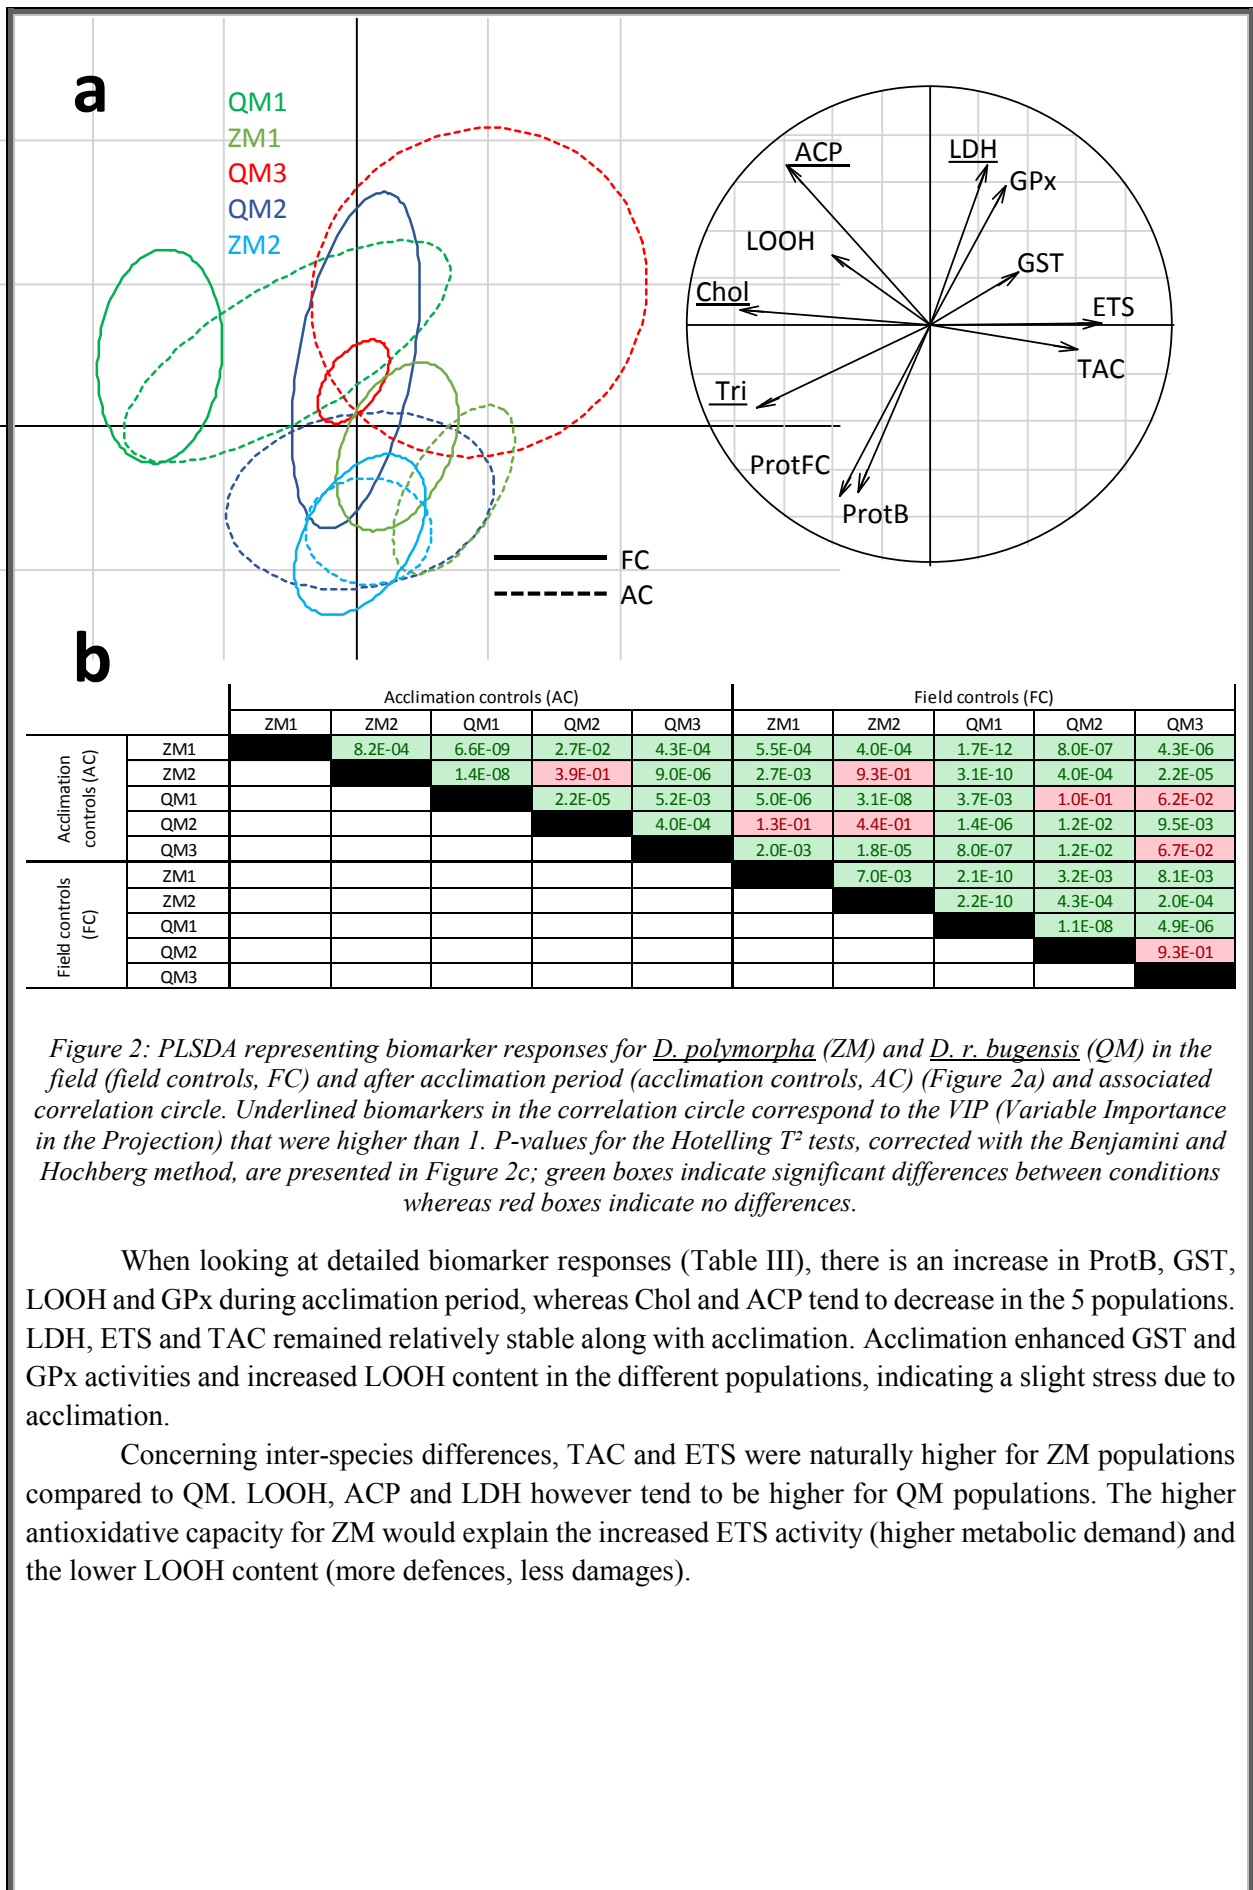 a
QM1
ZM1
QM3
QM2
ZM2
FC
AC
ACP
LDH
GPx
LOOH
GST
Chol
ETS
TAC
Tri
ProtFC
ProtB
b
Acclimation controls (AC) Field controls (FC)
ZM1 ZM2 QM1 QM2 QM3 ZM1 ZM2 QM1 QM2 QM3
Acclimation controls (AC)
ZM1 8.2E-04 6.6E-09 2.7E-02 4.3E-04 5.5E-04 4.0E-04 1.7E-12 8.0E-07 4.3E-06
ZM2 1.4E-08 3.9E-01 9.0E-06 2.7E-03 9.3E-01 3.1E-10 4.0E-04 2.2E-05
QM1 2.2E-05 5.2E-03 5.0E-06 3.1E-08 3.7E-03 1.0E-01 6.2E-02
QM2 4.0E-04 1.3E-01 4.4E-01 1.4E-06 1.2E-02 9.5E-03
QM3 2.0E-03 1.8E-05 8.0E-07 1.2E-02 6.7E-02
Field controls (FC)
ZM1 7.0E-03 2.1E-10 3.2E-03 8.1E-03
ZM2 2.2E-10 4.3E-04 2.0E-04
QM1 1.1E-08 4.9E-06
QM2 9.3E-01
QM3
Figure 2: PLSDA representing biomarker responses for D. polymorpha (ZM) and D. r. bugensis (QM) in the
field (field controls, FC) and after acclimation period (acclimation controls, AC) (Figure 2a) and associated
correlation circle. Underlined biomarkers in the correlation circle correspond to the VIP (Variable Importance
in the Projection) that were higher than 1. P-values for the Hotelling T² tests, corrected with the Benjamini and
Hochberg method, are presented in Figure 2c; green boxes indicate significant differences between conditions
whereas red boxes indicate no differences.
When looking at detailed biomarker responses (Table III), there is an increase in ProtB, GST,
LOOH and GPx during acclimation period, whereas Chol and ACP tend to decrease in the 5 populations.
LDH, ETS and TAC remained relatively stable along with acclimation. Acclimation enhanced GST and
GPx activities and increased LOOH content in the different populations, indicating a slight stress due to
acclimation.
Concerning inter-species differences, TAC and ETS were naturally higher for ZM populations
compared to QM. LOOH, ACP and LDH however tend to be higher for QM populations. The higher
antioxidative capacity for ZM would explain the increased ETS activity (higher metabolic demand) and
the lower LOOH content (more defences, less damages).